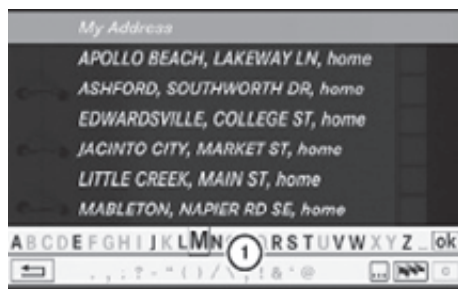 My Address
APOLLO BEACH, LAKEWAY LN, home
ASHFORD, SOUTHWORTH DR, home
EDWARDSVILLE, COLLEGE ST, home
JACINTO CITY, MARKET ST, home
LITTLE CREEK, MAIN ST, home
MABLETON, NAPIER RD SE, home
ABCDEFGHIJKLMN 1 RSTUVWXYZ_ ok
. , : ? - " ( ) / \ ! & ' @ ...